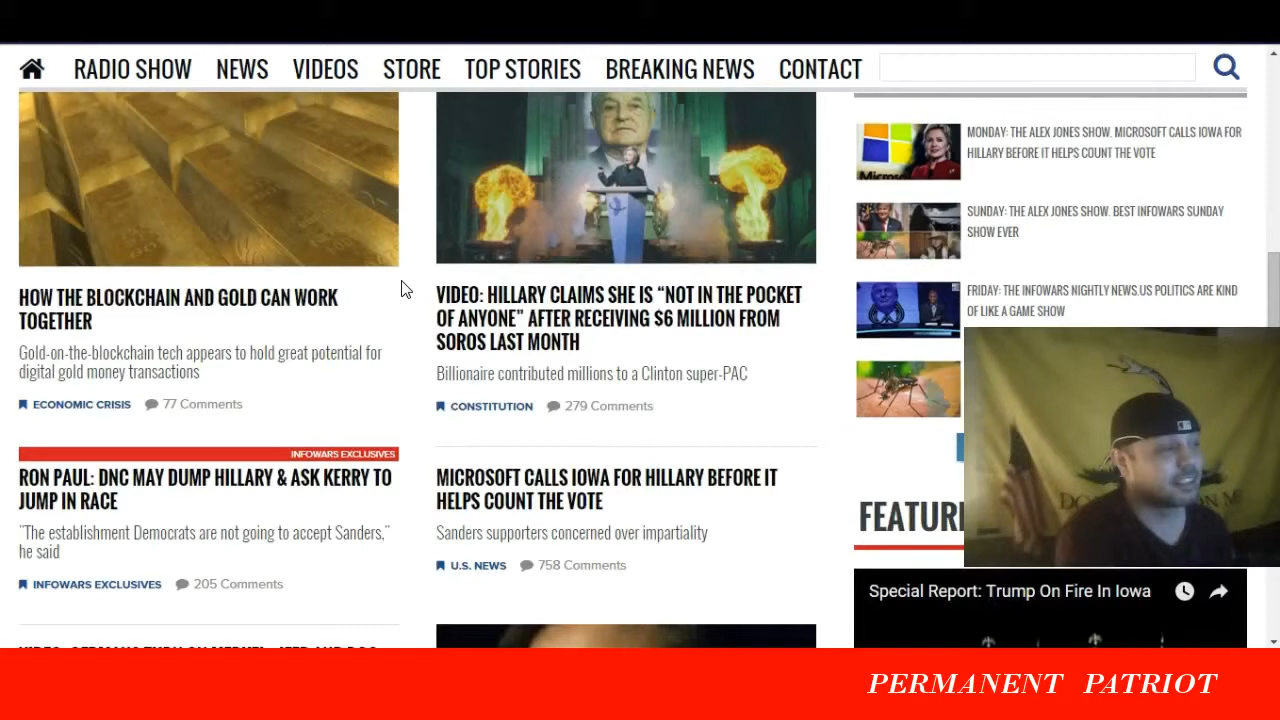 RADIO SHOW NEWS VIDEOS STORE TOP STORIES BREAKING NEWS CONTACT
HOW THE BLOCKCHAIN AND GOLD CAN WORK
TOGETHER
Gold-on-the-blockchain tech appears to hold great potential for
digital gold money transactions
ECONOMIC CRISIS 77 Comments
INFOWARS EXCLUSIVES
RON PAUL: DNC MAY DUMP HILLARY & ASK KERRY TO
JUMP IN RACE
"The establishment Democrats are not going to accept Sanders,"
he said
INFOWARS EXCLUSIVES 205 Comments
VIDEO: HILLARY CLAIMS SHE IS “NOT IN THE POCKET
OF ANYONE” AFTER RECEIVING $6 MILLION FROM
SOROS LAST MONTH
Billionaire contributed millions to a Clinton super-PAC
CONSTITUTION 279 Comments
MICROSOFT CALLS IOWA FOR HILLARY BEFORE IT
HELPS COUNT THE VOTE
Sanders supporters concerned over impartiality
U.S. NEWS 758 Comments
MONDAY: THE ALEX JONES SHOW. MICROSOFT CALLS IOWA FOR
HILLARY BEFORE IT HELPS COUNT THE VOTE
SUNDAY: THE ALEX JONES SHOW. BEST INFOWARS SUNDAY
SHOW EVER
FRIDAY: THE INFOWARS NIGHTLY NEWS.US POLITICS ARE KIND
OF LIKE A GAME SHOW
FEATUR
Special Report: Trump On Fire In Iowa
PERMANENT PATRIOT